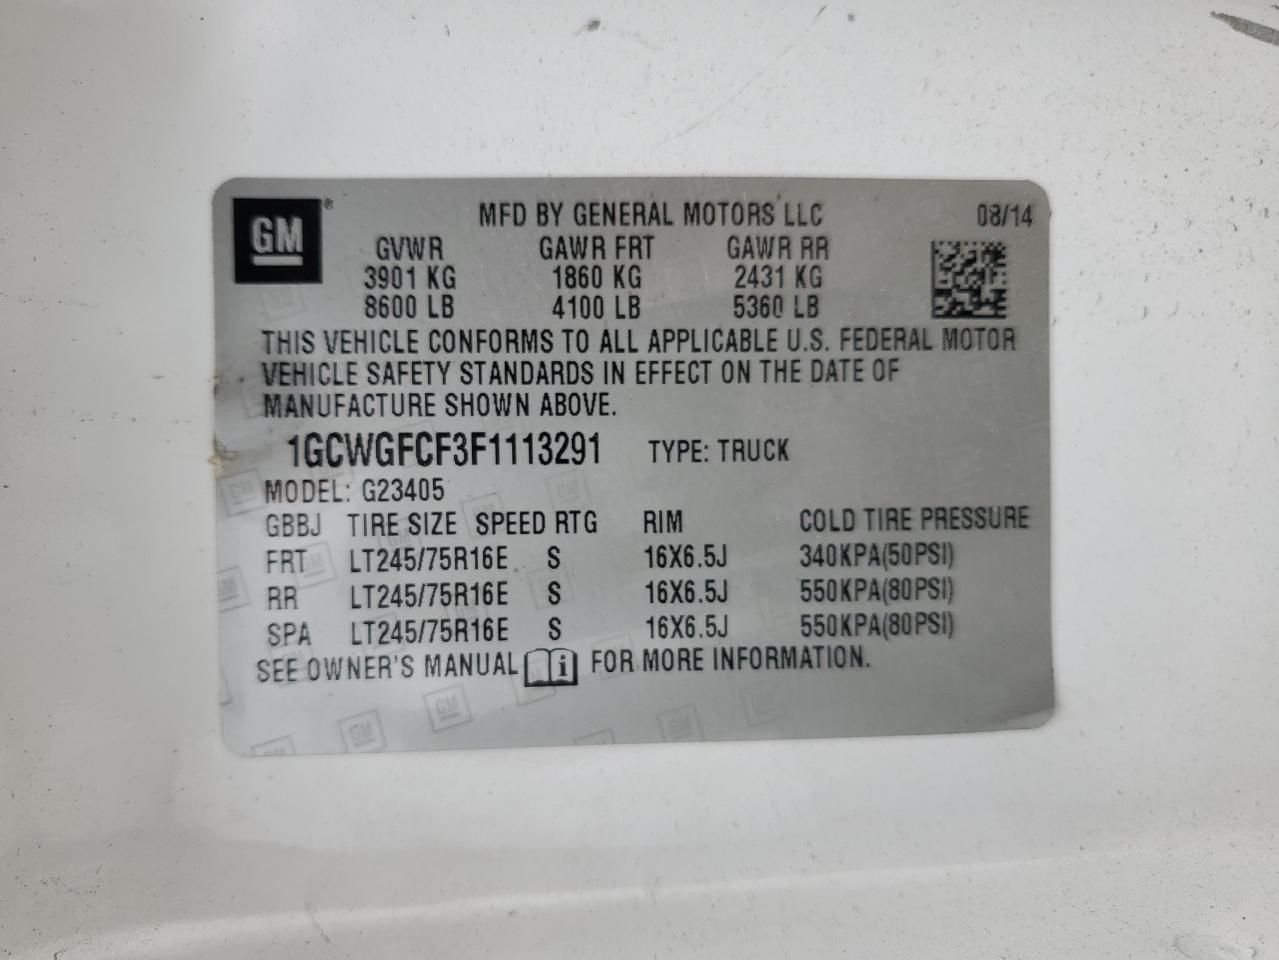 GM®
MFD BY GENERAL MOTORS LLC 08/14
GVWR GAWR FRT GAWR RR
3901 KG 1860 KG 2431 KG
8600 LB 4100 LB 5360 LB
THIS VEHICLE CONFORMS TO ALL APPLICABLE U.S. FEDERAL MOTOR
VEHICLE SAFETY STANDARDS IN EFFECT ON THE DATE OF
MANUFACTURE SHOWN ABOVE.
1GCWGFCF3F1113291 TYPE: TRUCK
MODEL: G23405
GBBJ TIRE SIZE SPEED RTG RIM COLD TIRE PRESSURE
FRT LT245/75R16E S 16X6.5J 340KPA(50PSI)
RR LT245/75R16E S 16X6.5J 550KPA(80PSI)
SPA LT245/75R16E S 16X6.5J 550KPA(80PSI)
SEE OWNER'S MANUAL i FOR MORE INFORMATION.